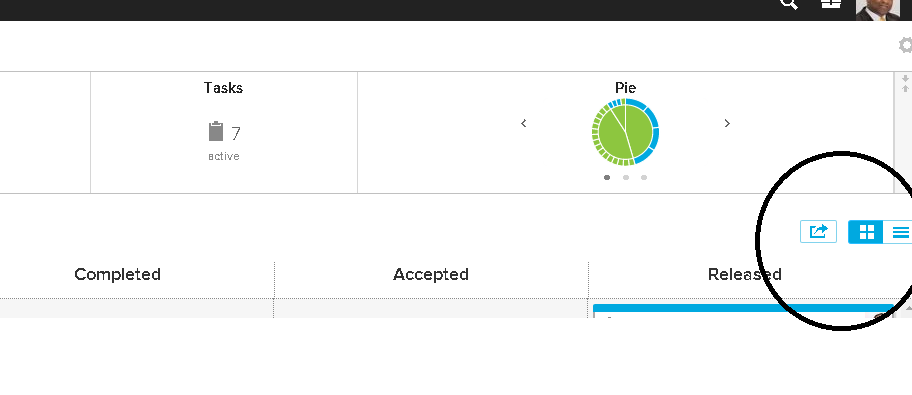 Tasks
Pie
7
active
Completed
Accepted
Released